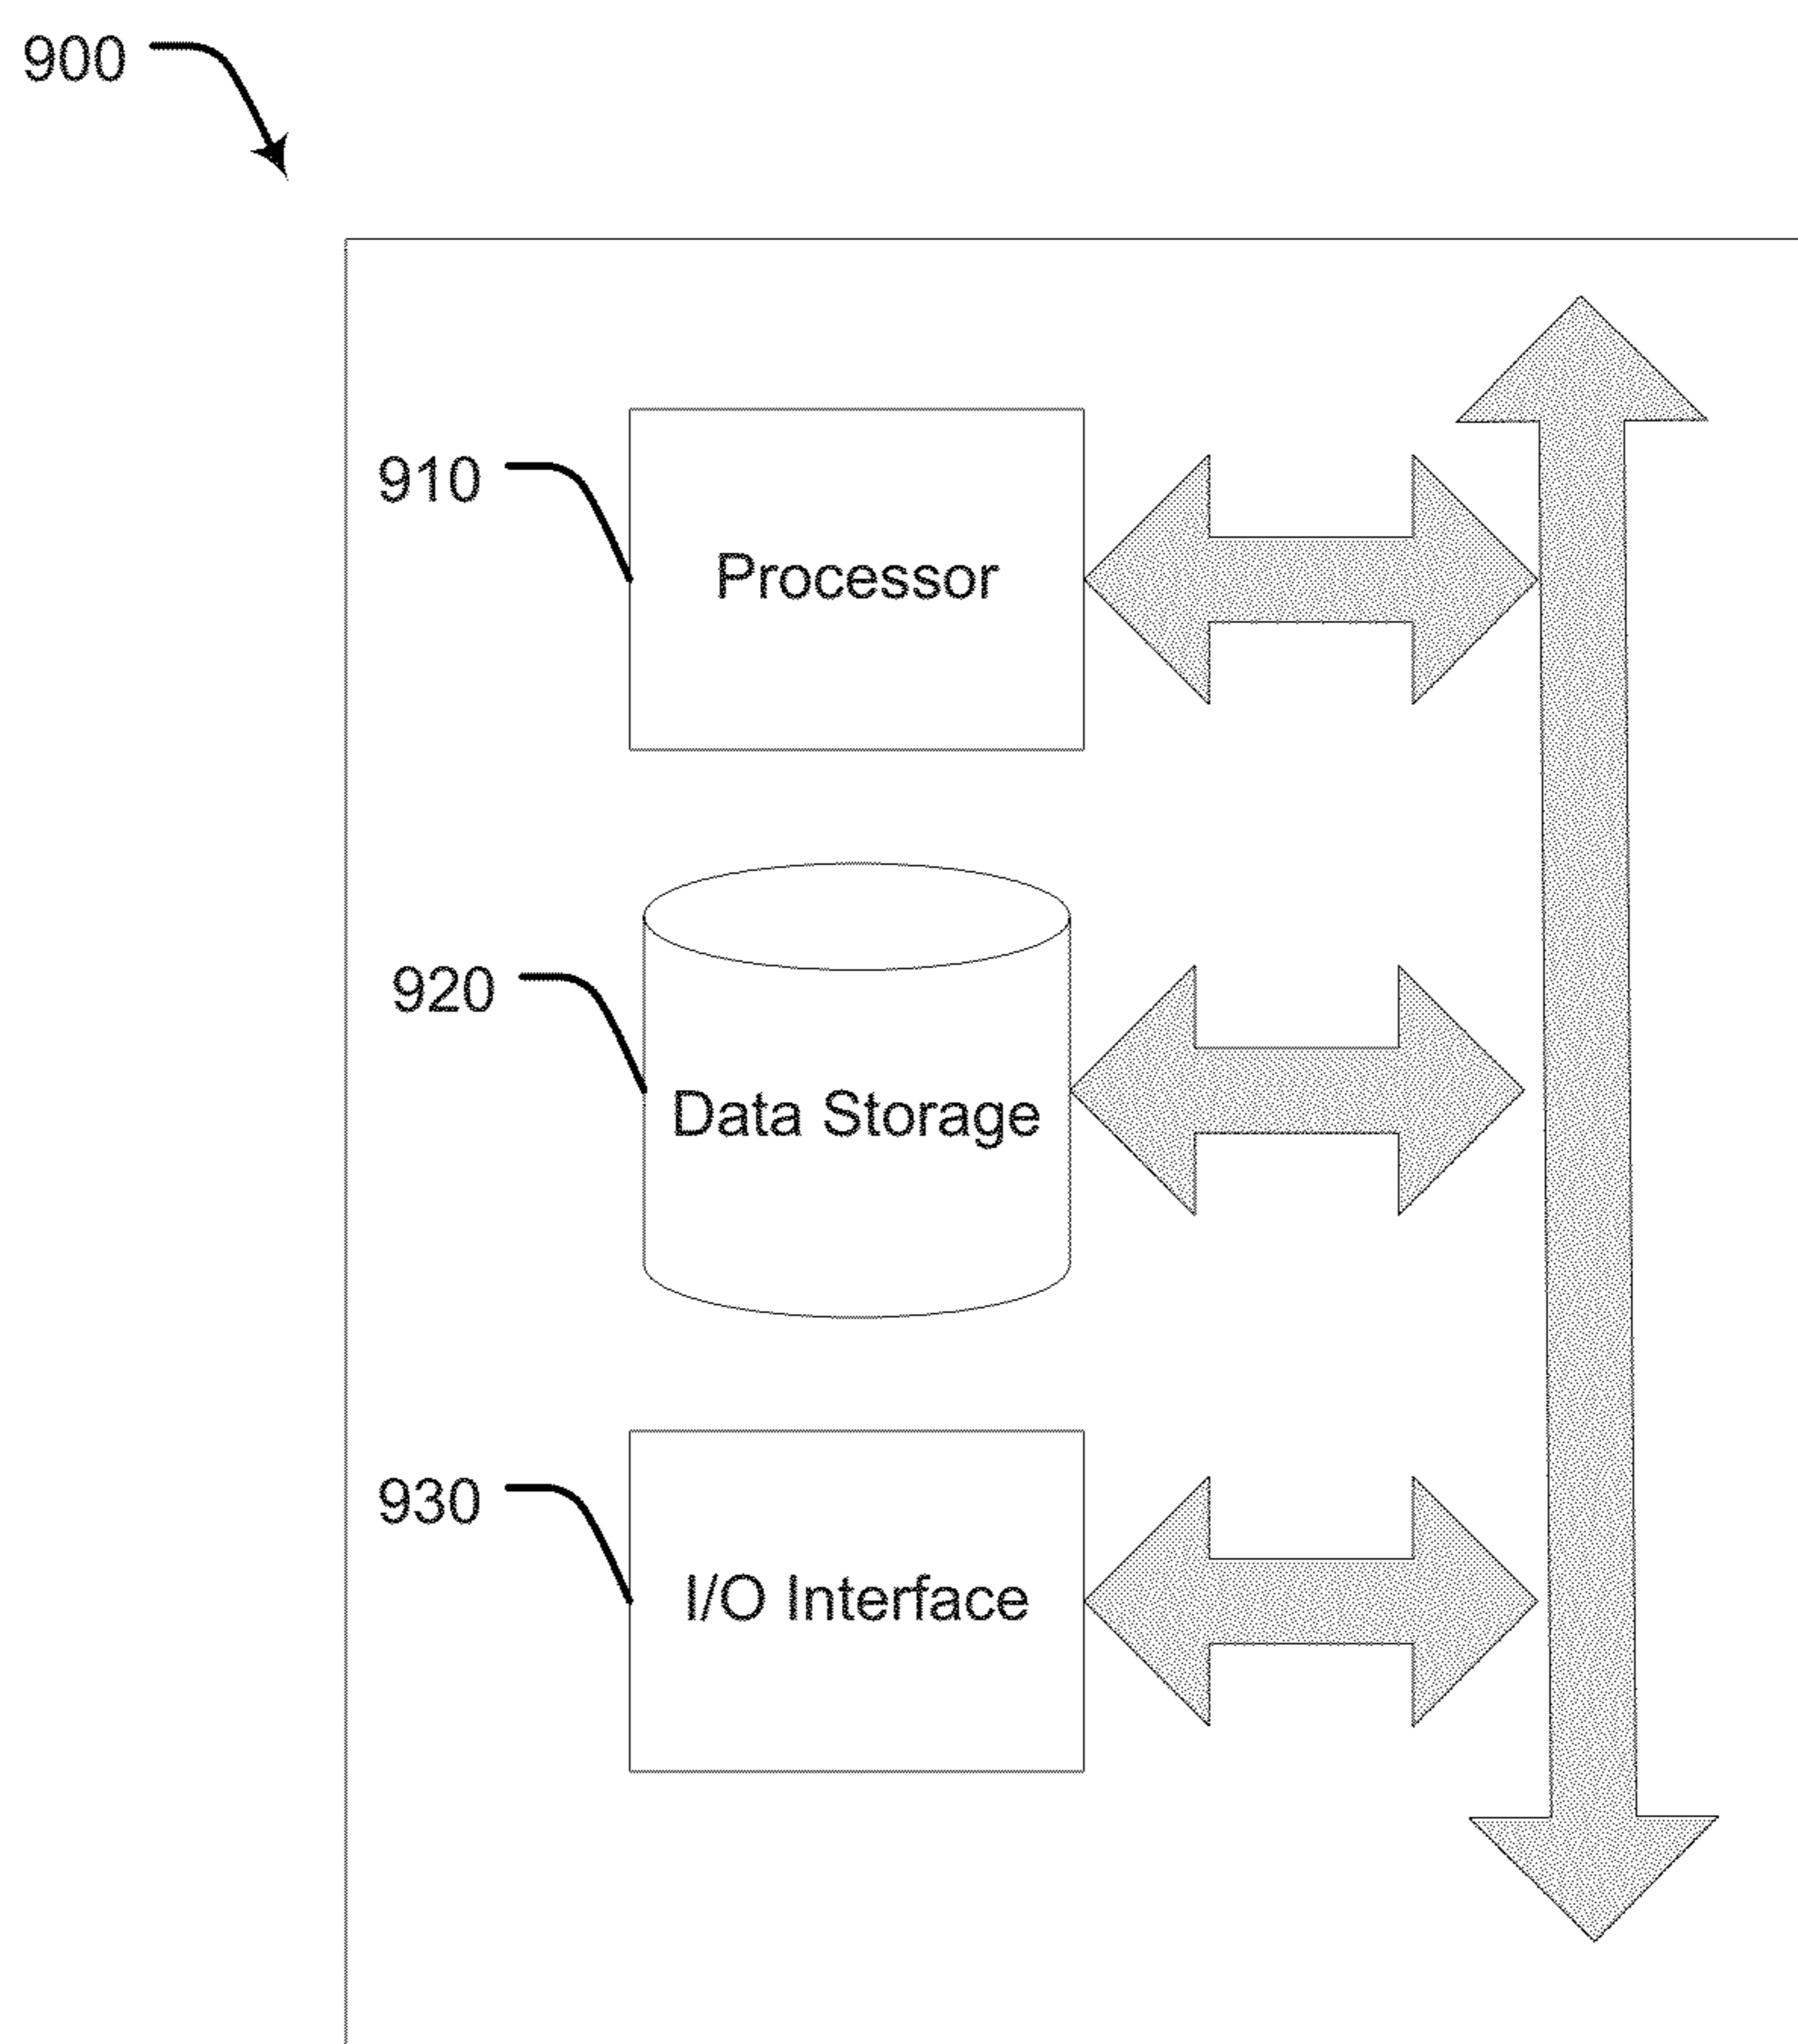 900
910
Processor
920
Data Storage
930
I/O Interface